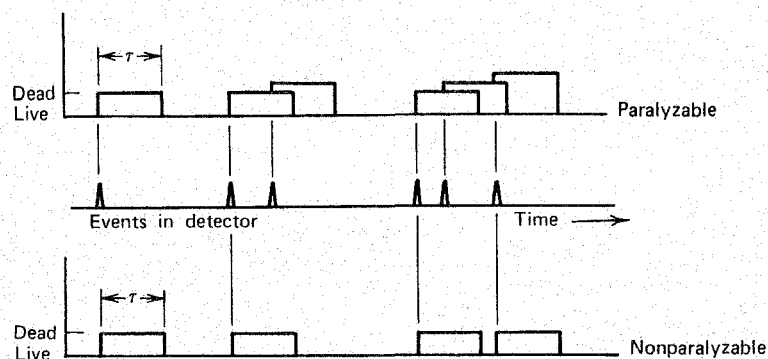 τ
Dead
Live
Paralyzable
Events in detector
Time
τ
Dead
Live
Nonparalyzable